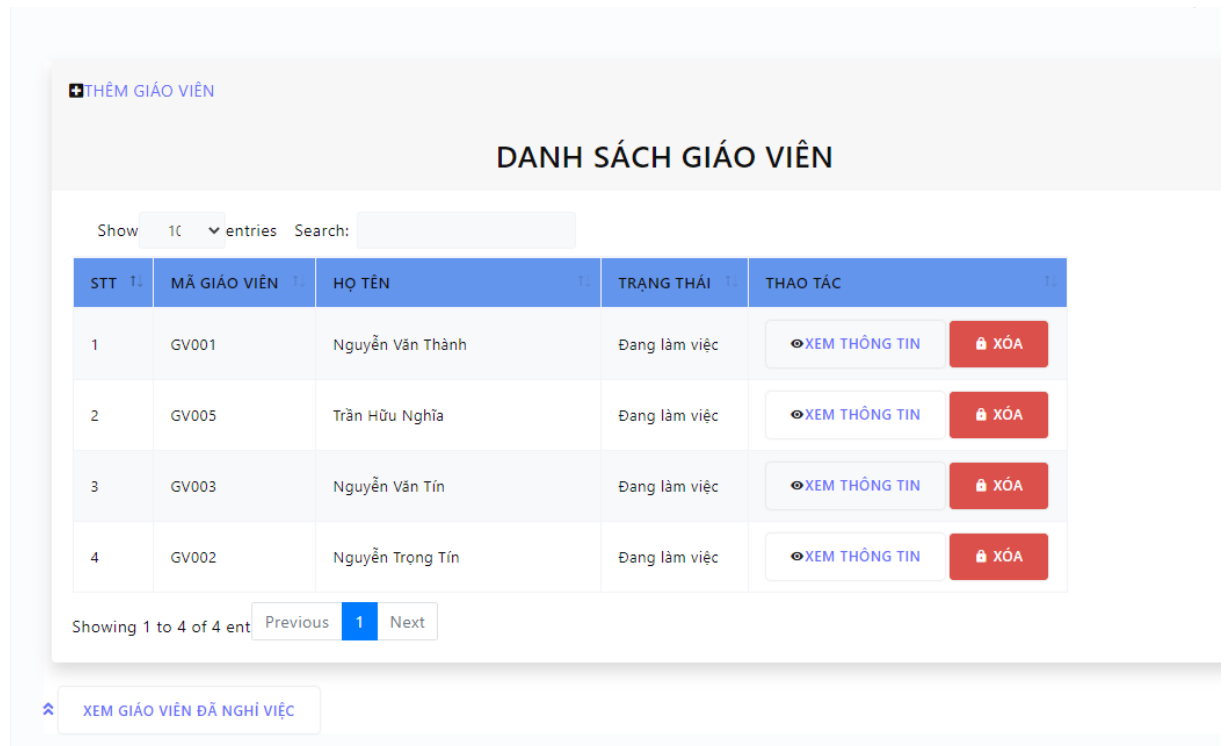 THÊM GIÁO VIÊN
DANH SÁCH GIÁO VIÊN
Show 10 entries Search:
STT MÃ GIÁO VIÊN HỌ TÊN TRẠNG THÁI THAO TÁC
1 GV001 Nguyễn Văn Thành Đang làm việc XEM THÔNG TIN XÓA
2 GV005 Trần Hữu Nghĩa Đang làm việc XEM THÔNG TIN XÓA
3 GV003 Nguyễn Văn Tín Đang làm việc XEM THÔNG TIN XÓA
4 GV002 Nguyễn Trọng Tín Đang làm việc XEM THÔNG TIN XÓA
Showing 1 to 4 of 4 ent Previous 1 Next
XEM GIÁO VIÊN ĐÃ NGHỈ VIỆC